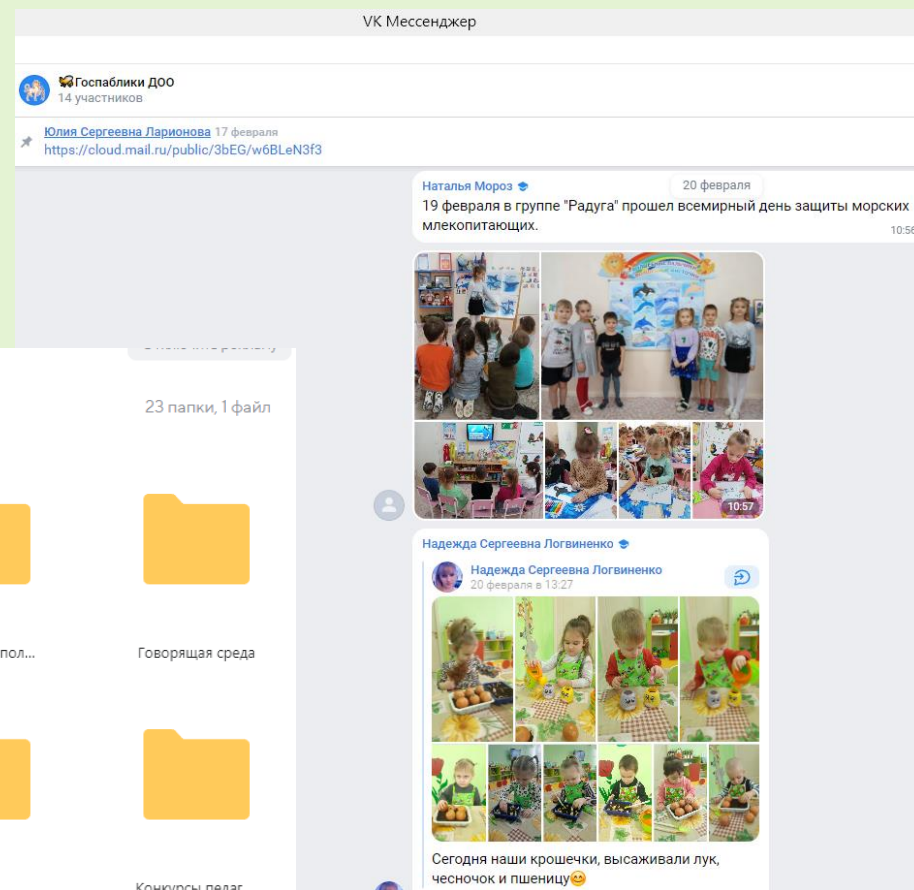 VK Мессенджер
Госпаблики ДОО
14 участников
Юлия Сергеевна Ларионова 17 февраля
https://cloud.mail.ru/public/3bEG/w6BLeN3f3
20 февраля
Наталья Мороз
19 февраля в группе "Радуга" прошел всемирный день защиты морских
млекопитающих.
10:56
10:57
Надежда Сергеевна Логвиненко
Надежда Сергеевна Логвиненко
20 февраля в 13:27
Сегодня наши крошечки, высаживали лук,
чесночок и пшеницу
23 папки, 1 файл
пол...
Говорящая среда
Конкурсы педаг